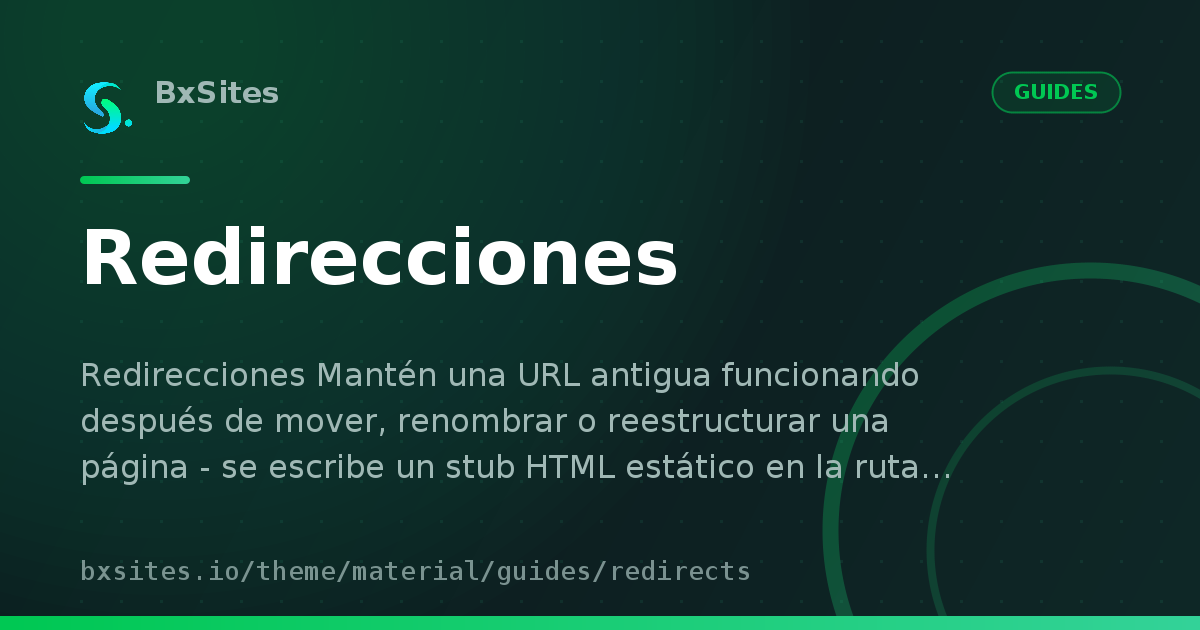 BxSites
GUIDES
Redirecciones
Redirecciones Mantén una URL antigua funcionando
después de mover, renombrar o reestructurar una
página - se escribe un stub HTML estático en la ruta...
bxsites.io/theme/material/guides/redirects